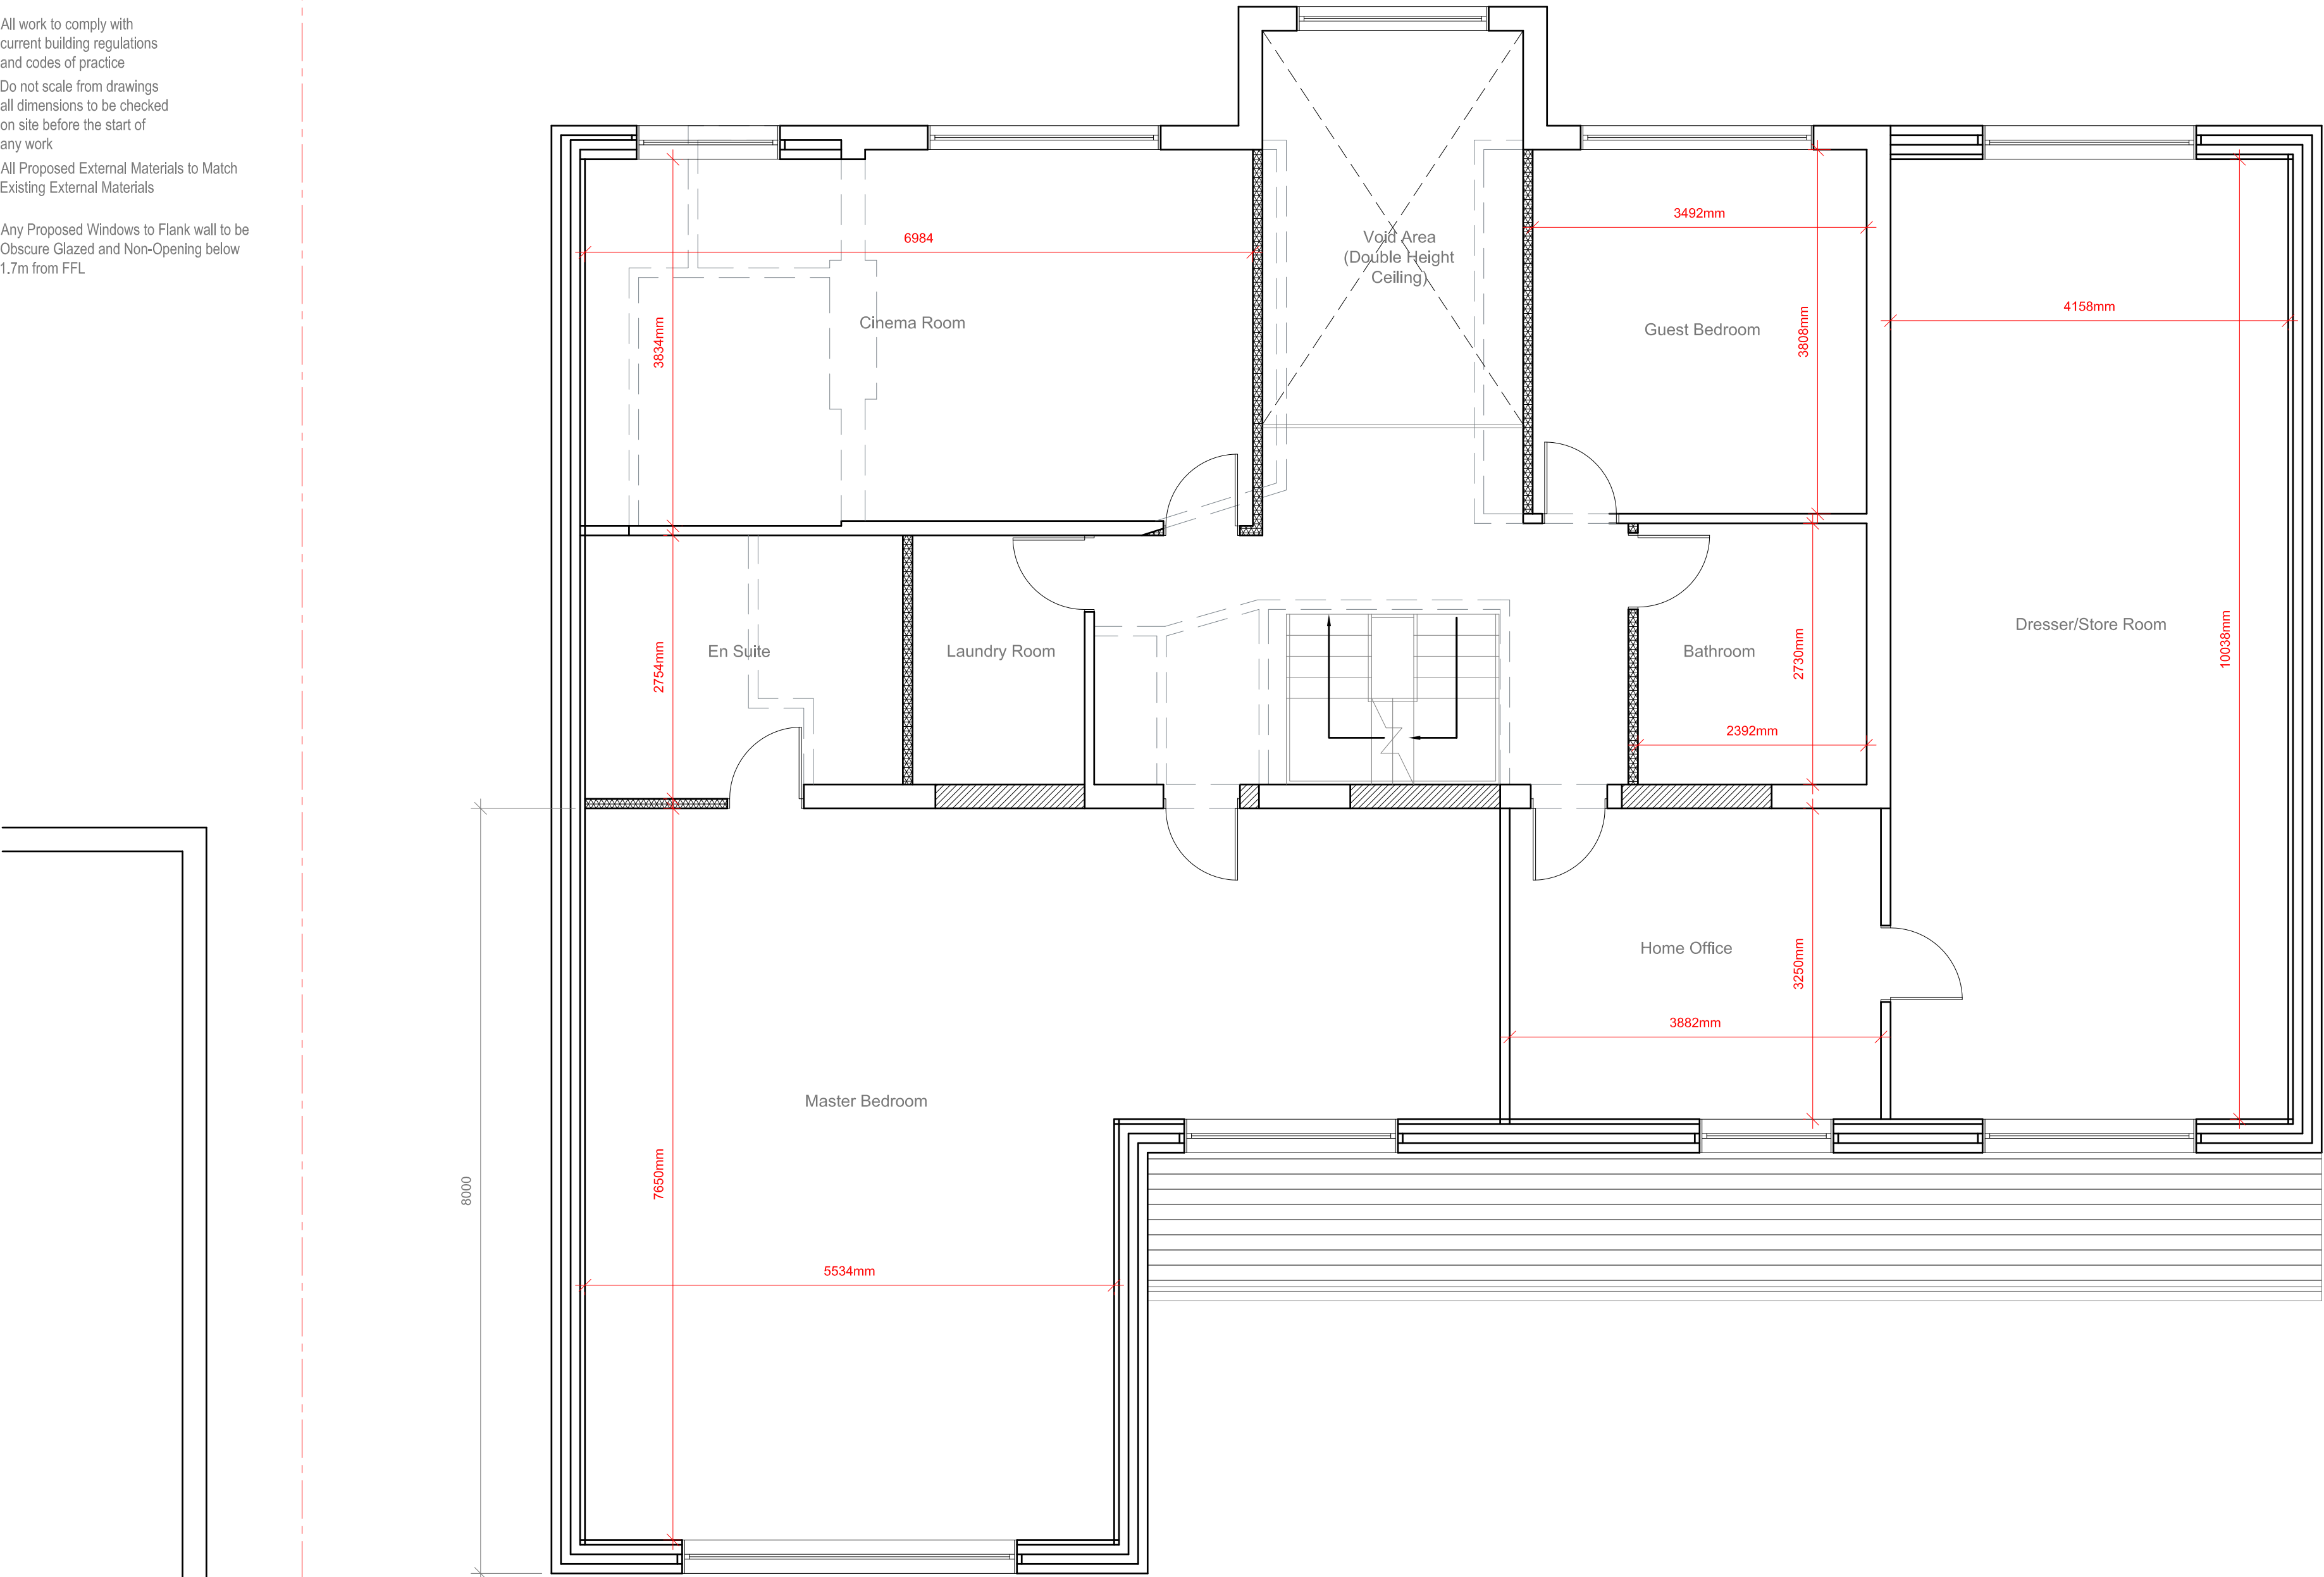 All work to comply with
current building regulations
and codes of practice
Do not scale from drawings
all dimensions to be checked
on site before the start of
any work
All Proposed External Materials to Match
Existing External Materials
Any Proposed Windows to Flank wall to be
Obscure Glazed and Non-Opening below
1.7m from FFL
6984
3834mm
Cinema Room
Void Area
(Double Height
Ceiling)
3492mm
3808mm
Guest Bedroom
4158mm
10038mm
Dresser/Store Room
2754mm
En Suite
Laundry Room
Bathroom
2730mm
2392mm
Home Office
3250mm
3882mm
Master Bedroom
7650mm
8000
5534mm